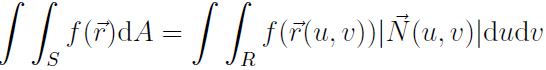 ∫∫_S f(r⃗)dA = ∫∫_R f(r⃗(u, v))|N⃗(u, v)|dudv